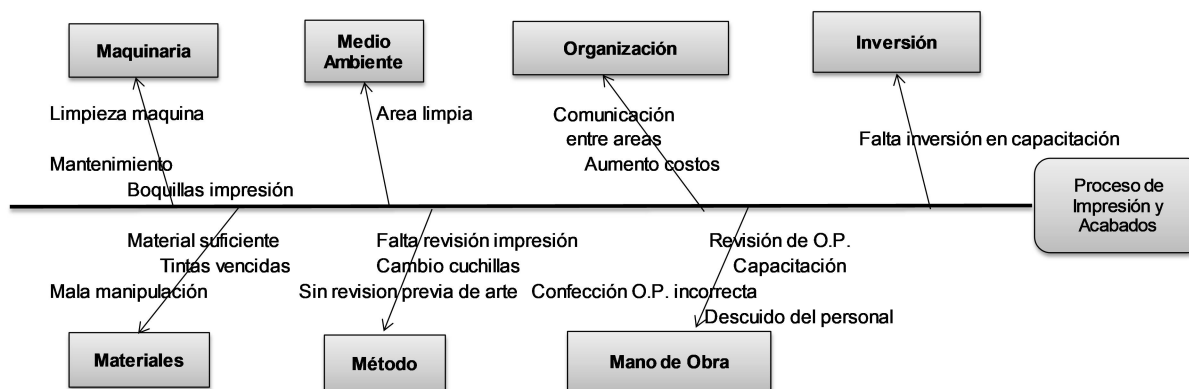 Maquinaria
Medio
Ambiente
Organización
Inversión
Limpieza maquina
Area limpia
Comunicación
entre areas
Falta inversión en capacitación
Mantenimiento
Aumento costos
Boquillas impresión
Proceso de
Impresión y
Acabados
Material suficiente
Falta revisión impresión
Revisión de O.P.
Tintas vencidas
Cambio cuchillas
Capacitación
Mala manipulación
Sin revision previa de arte
Confección O.P. incorrecta
Descuido del personal
Materiales
Método
Mano de Obra